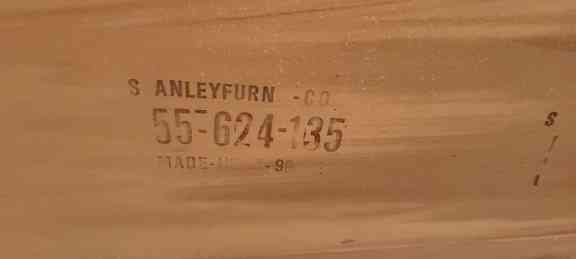 S ANLEYFURN -CO.
55-624-135
MADE-
S